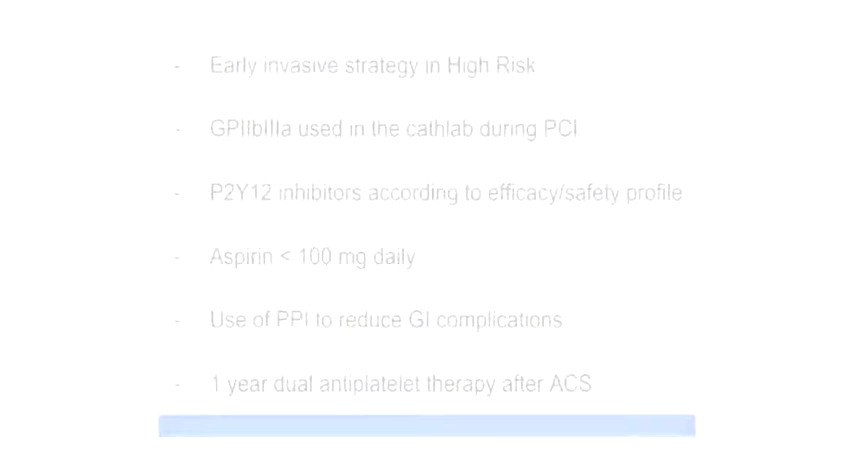 - Early invasive strategy in High Risk
- GPIIbIIIa used in the cathlab during PCI
- P2Y12 inhibitors according to efficacy/safety profile
- Aspirin < 100 mg daily
- Use of PPI to reduce GI complications
- 1 year dual antiplatelet therapy after ACS